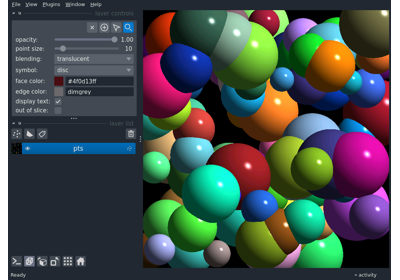 File View Plugins Window Help
layer controls
opacity: 1.00
point size: 10
blending: translucent
symbol: disc
face color: #4f0d13ff
edge color: dimgrey
display text:
out of slice:
layer list
pts
Ready
activity